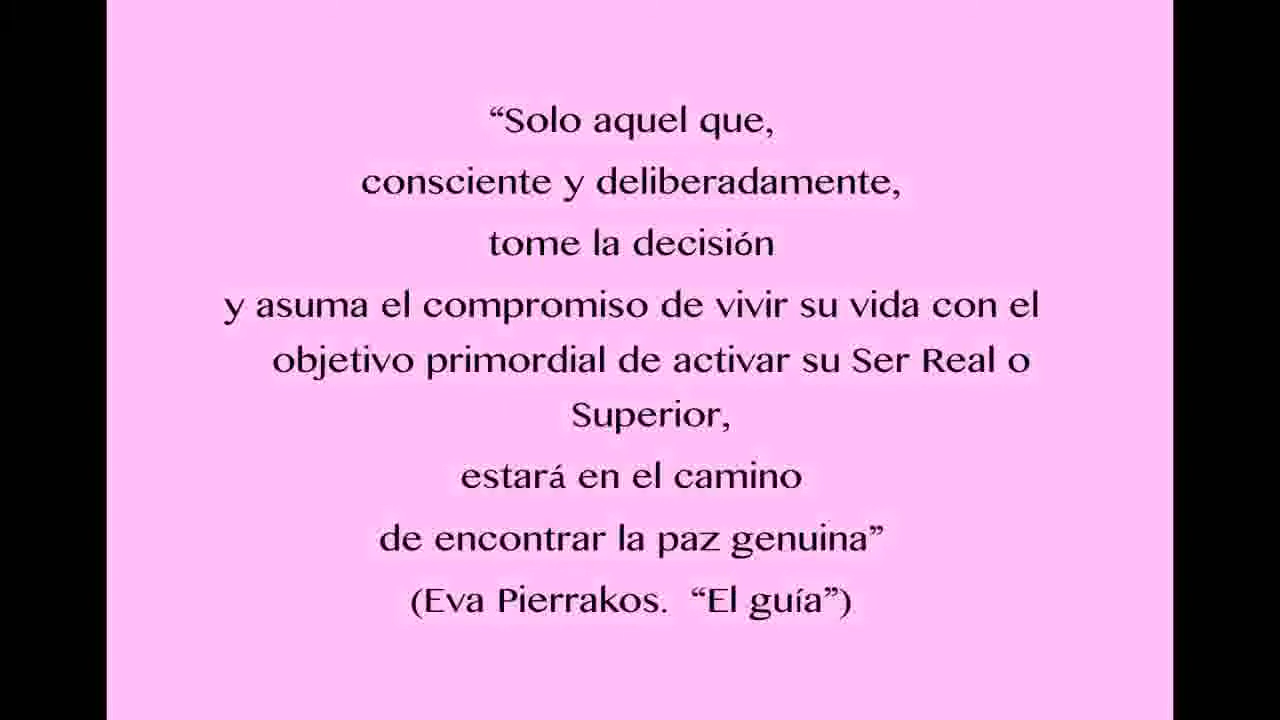 “Solo aquel que,
consciente y deliberadamente,
tome la decisión
y asuma el compromiso de vivir su vida con el
objetivo primordial de activar su Ser Real o
Superior,
estará en el camino
de encontrar la paz genuina”
(Eva Pierrakos.  “El guía”)